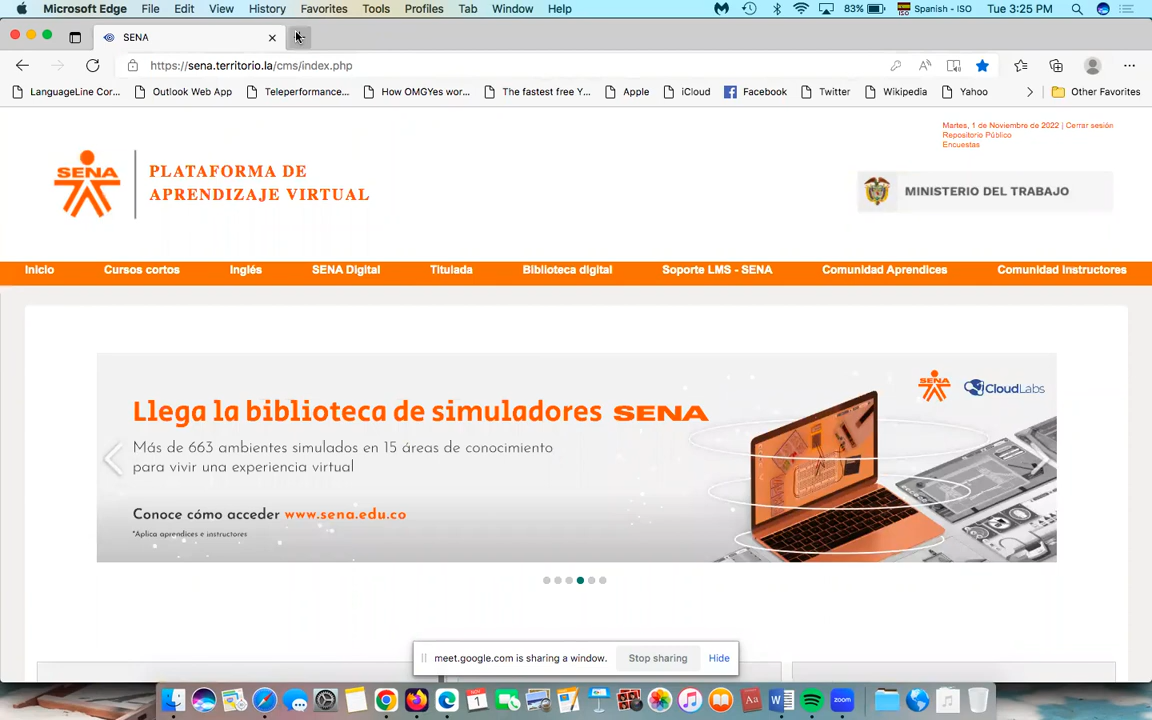 Microsoft Edge File Edit View History Favorites Tools Profiles Tab Window Help 83% Spanish - ISO Tue 3:25 PM
SENA
https://sena.territorio.la/cms/index.php
LanguageLine Cor... Outlook Web App Teleperformance... How OMGYes wor... The fastest free Y... Apple iCloud Facebook Twitter Wikipedia Yahoo Other Favorites
Martes, 1 de Noviembre de 2022 | Cerrar sesión
Repositorio Público
Encuestas
SENA
PLATAFORMA DE
APRENDIZAJE VIRTUAL
MINISTERIO DEL TRABAJO
Inicio Cursos cortos Inglés SENA Digital Titulada Biblioteca digital Soporte LMS - SENA Comunidad Aprendices Comunidad Instructores
SENA CloudLabs
Llega la biblioteca de simuladores SENA
Más de 663 ambientes simulados en 15 áreas de conocimiento
para vivir una experiencia virtual
Conoce cómo acceder www.sena.edu.co
*Aplica aprendices e instructores
meet.google.com is sharing a window. Stop sharing Hide